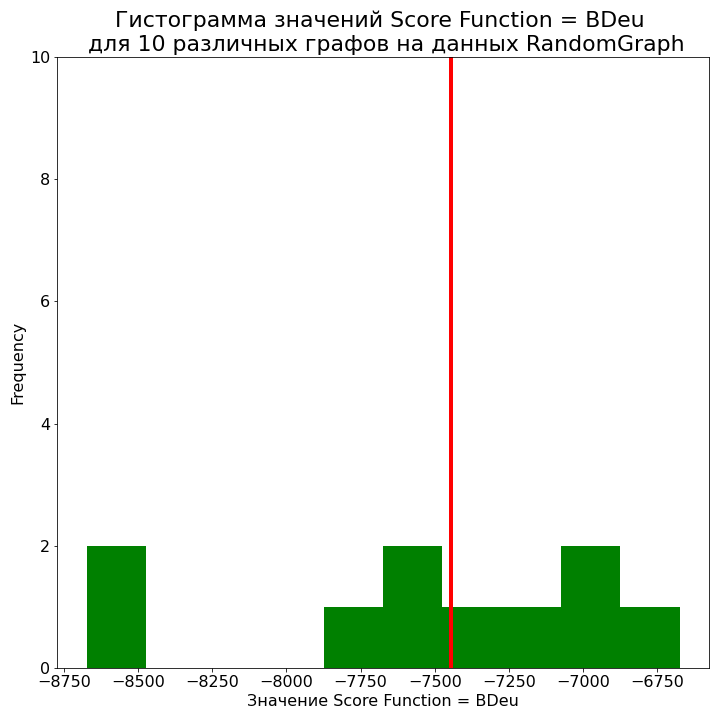 Гистограмма значений Score Function = BDeu
для 10 различных графов на данных RandomGraph
10
8
6
4
2
0
Frequency
−8750 −8500 −8250 −8000 −7750 −7500 −7250 −7000 −6750
Значение Score Function = BDeu